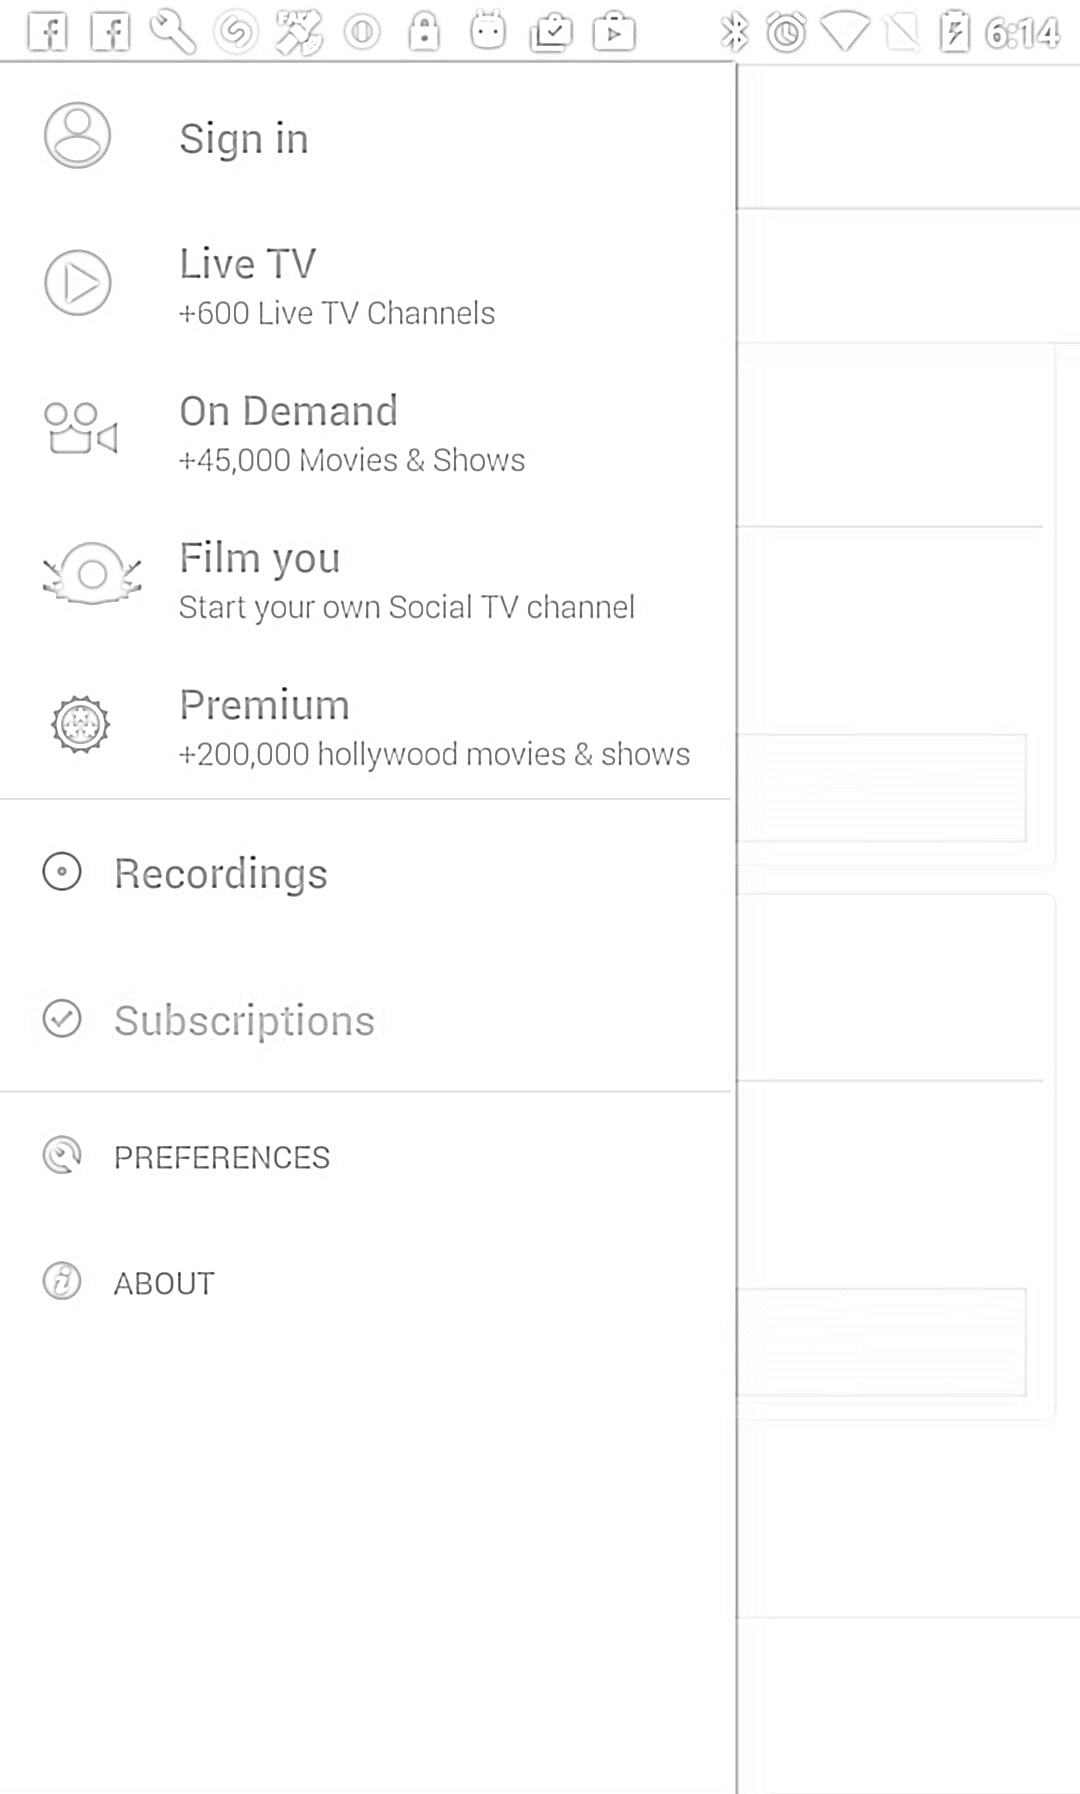 6:14
Sign in
Live TV
+600 Live TV Channels
On Demand
+45,000 Movies & Shows
Film you
Start your own Social TV channel
Premium
+200,000 hollywood movies & shows
Recordings
Subscriptions
PREFERENCES
ABOUT